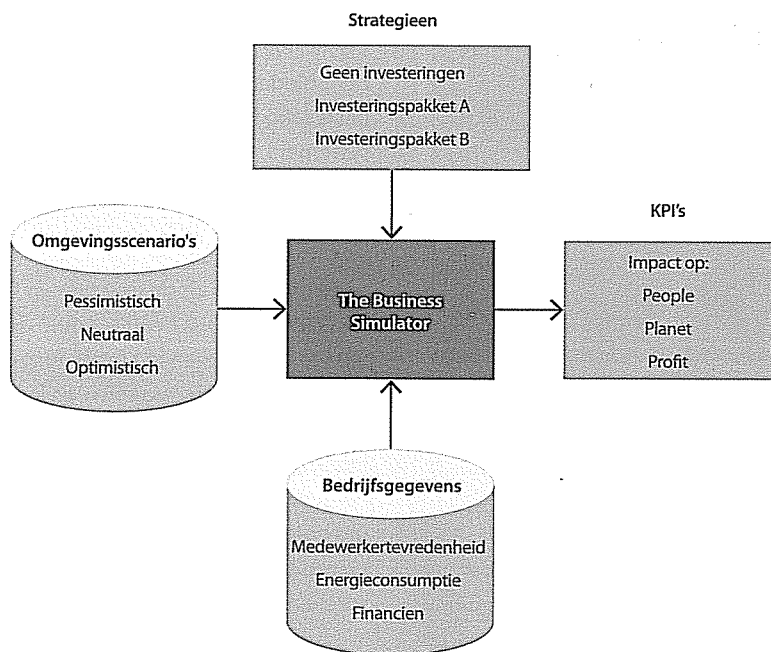 Strategieen
Geen investeringen
Investeringspakket A
Investeringspakket B
Omgevingsscenario's
Pessimistisch
Neutraal
Optimistisch
The Business
Simulator
KPI's
Impact op:
People
Planet
Profit
Bedrijfsgegevens
Medewerkertevredenheid
Energieconsumptie
Financien